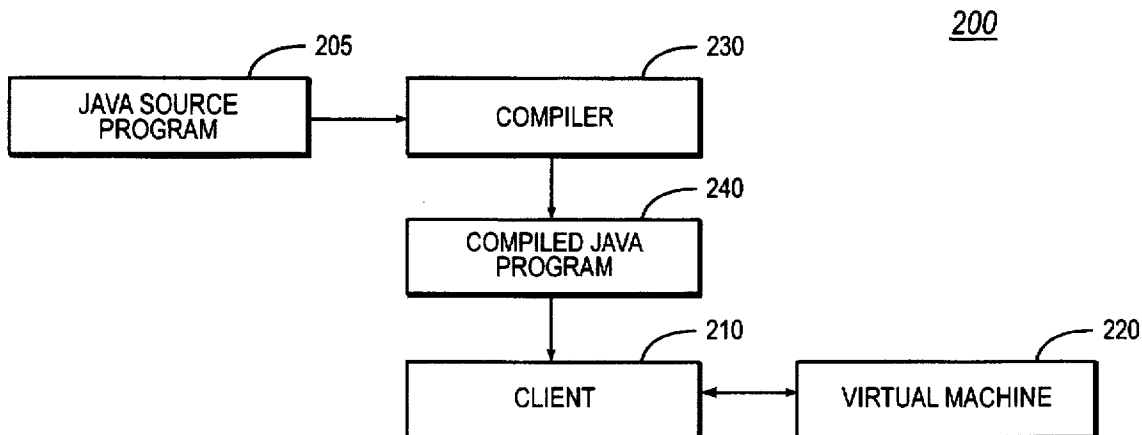 200
205
230
JAVA SOURCE
PROGRAM
COMPILER
240
COMPILED JAVA
PROGRAM
210
220
CLIENT
VIRTUAL MACHINE